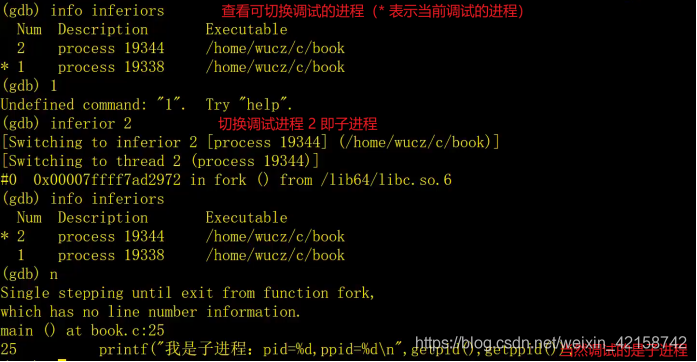 (gdb) info inferiors 查看可切换调试的进程（* 表示当前调试的进程）
Num Description Executable
2 process 19344 /home/wucz/c/book
* 1 process 19338 /home/wucz/c/book
(gdb) 1
Undefined command: "1". Try "help".
(gdb) inferior 2 切换调试进程 2 即子进程
[Switching to inferior 2 [process 19344] (/home/wucz/c/book)]
[Switching to thread 2 (process 19344)]
#0 0x00007ffff7ad2972 in fork () from /lib64/libc.so.6
(gdb) info inferiors
Num Description Executable
* 2 process 19344 /home/wucz/c/book
1 process 19338 /home/wucz/c/book
(gdb) n
Single stepping until exit from function fork,
which has no line number information.
main () at book.c:25
25 printf("我是子进程：pid=%d,ppid=%d\n",getpid(),getppid() 当然调试的是子进程
https://blog.csdn.net/weixin_42158742